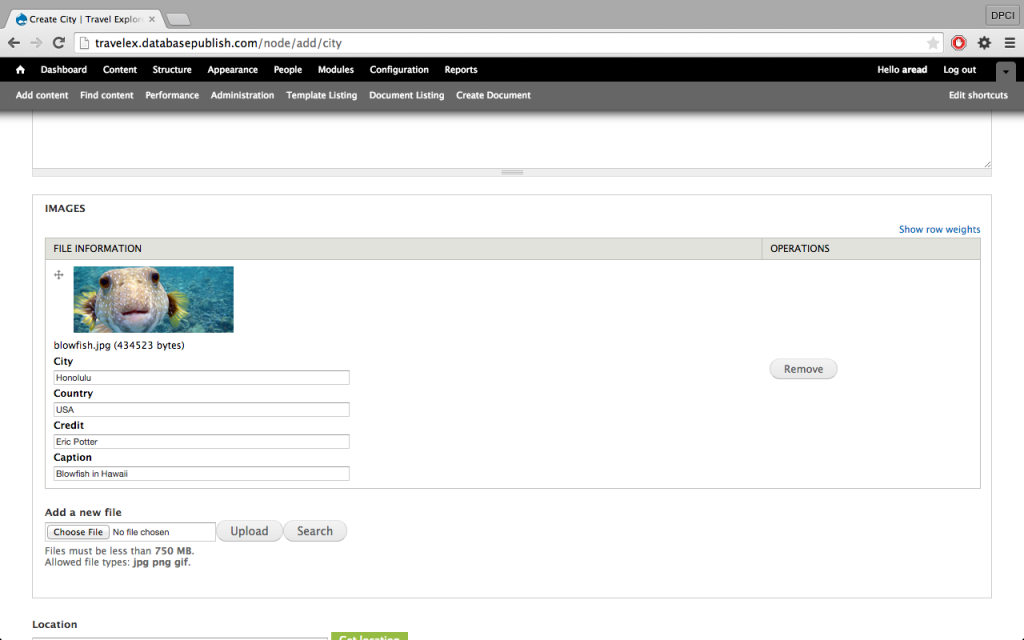 Create City | Travel Explor
DPCI
travelex.databasepublish.com/node/add/city
Dashboard Content Structure Appearance People Modules Configuration Reports Hello aread Log out
Add content Find content Performance Administration Template Listing Document Listing Create Document Edit shortcuts
IMAGES
Show row weights
FILE INFORMATION OPERATIONS
blowfish.jpg (434523 bytes)
City
Honolulu
Remove
Country
USA
Credit
Eric Potter
Caption
Blowfish in Hawaii
Add a new file
Choose File No file chosen Upload Search
Files must be less than 750 MB.
Allowed file types: jpg png gif.
Location
Get location